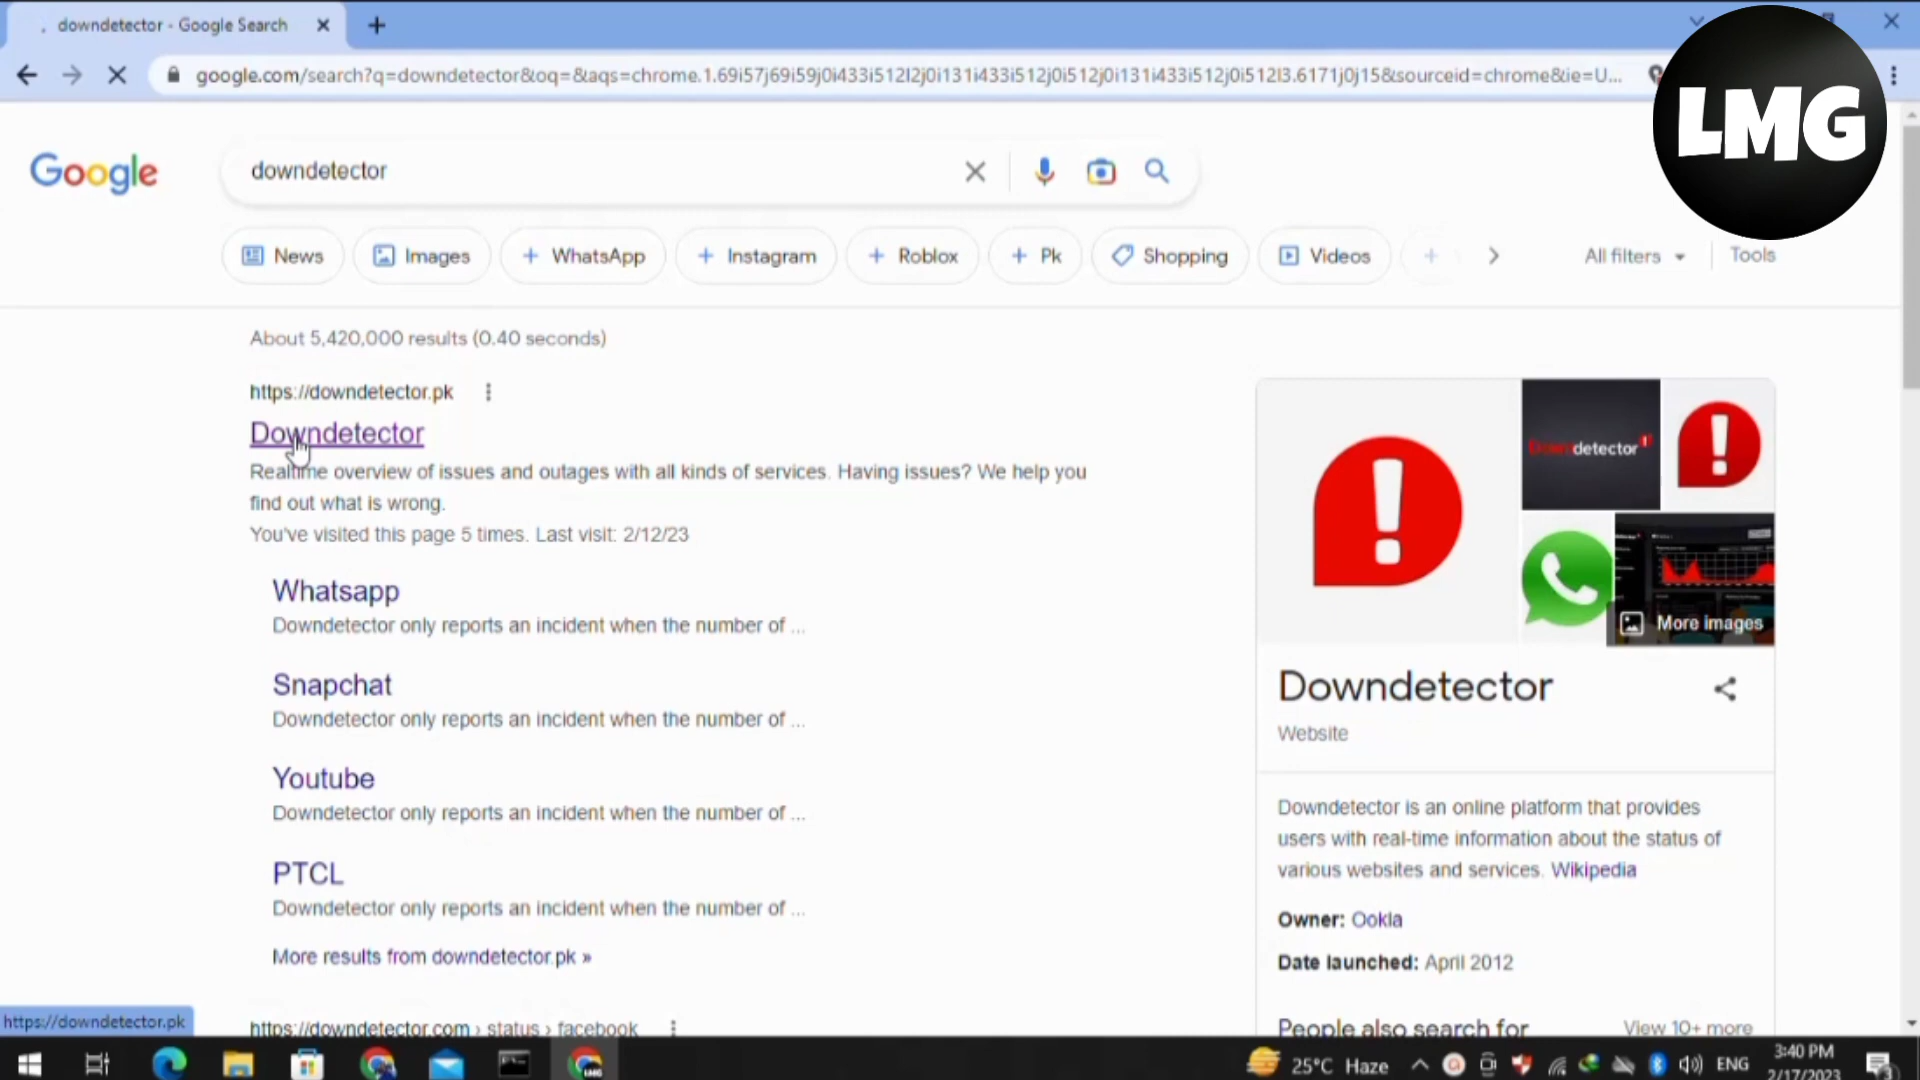 downdetector - Google Search
google.com/search?q=downdetector&oq=&aqs=chrome.1.69i57j69i59j0i433i512l2j0i131i433i512j0i512j0i131i433i512j0i512l3.6171j0j15&sourceid=chrome&ie=U...
LMG
Google
downdetector
News
Images
WhatsApp
Instagram
Roblox
Pk
Shopping
Videos
All filters
Tools
About 5,420,000 results (0.40 seconds)
https://downdetector.pk
Downdetector
Realtime overview of issues and outages with all kinds of services. Having issues? We help you
find out what is wrong.
You've visited this page 5 times. Last visit: 2/12/23
Whatsapp
Downdetector only reports an incident when the number of ...
Snapchat
Downdetector only reports an incident when the number of ...
Youtube
Downdetector only reports an incident when the number of ...
PTCL
Downdetector only reports an incident when the number of ...
More results from downdetector.pk »
https://downdetector.com › status › facebook
detector
More images
Downdetector
Website
Downdetector is an online platform that provides
users with real-time information about the status of
various websites and services. Wikipedia
Owner: Ookla
Date launched: April 2012
People also search for
View 10+ more
https://downdetector.pk
LMG
25°C Haze
ENG
3:40 PM
2/17/2023